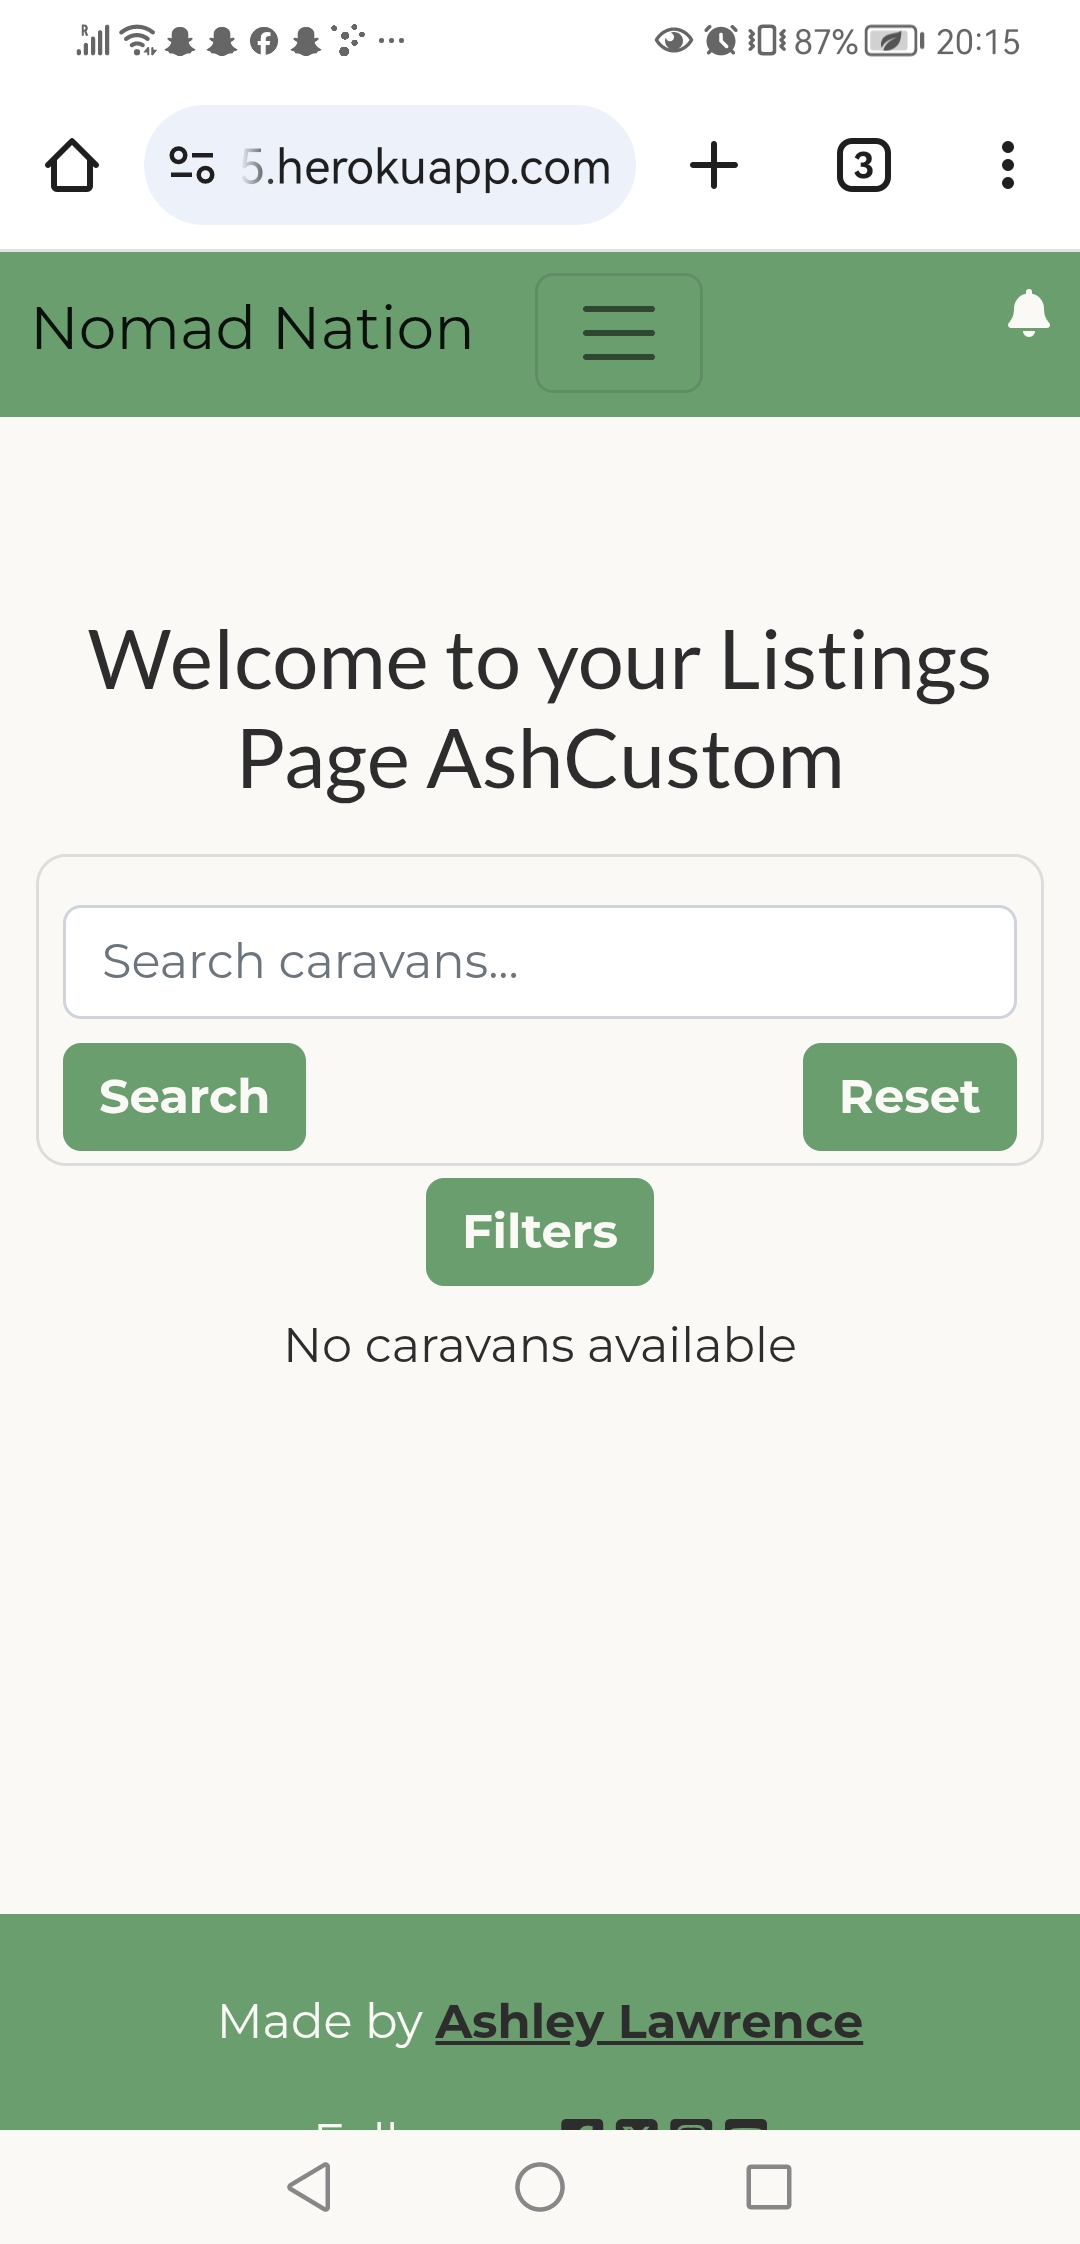 R
87%
20:15
5.herokuapp.com
3
Nomad Nation
Welcome to your Listings
Page AshCustom
Search caravans...
Search
Reset
Filters
No caravans available
Made by Ashley Lawrence